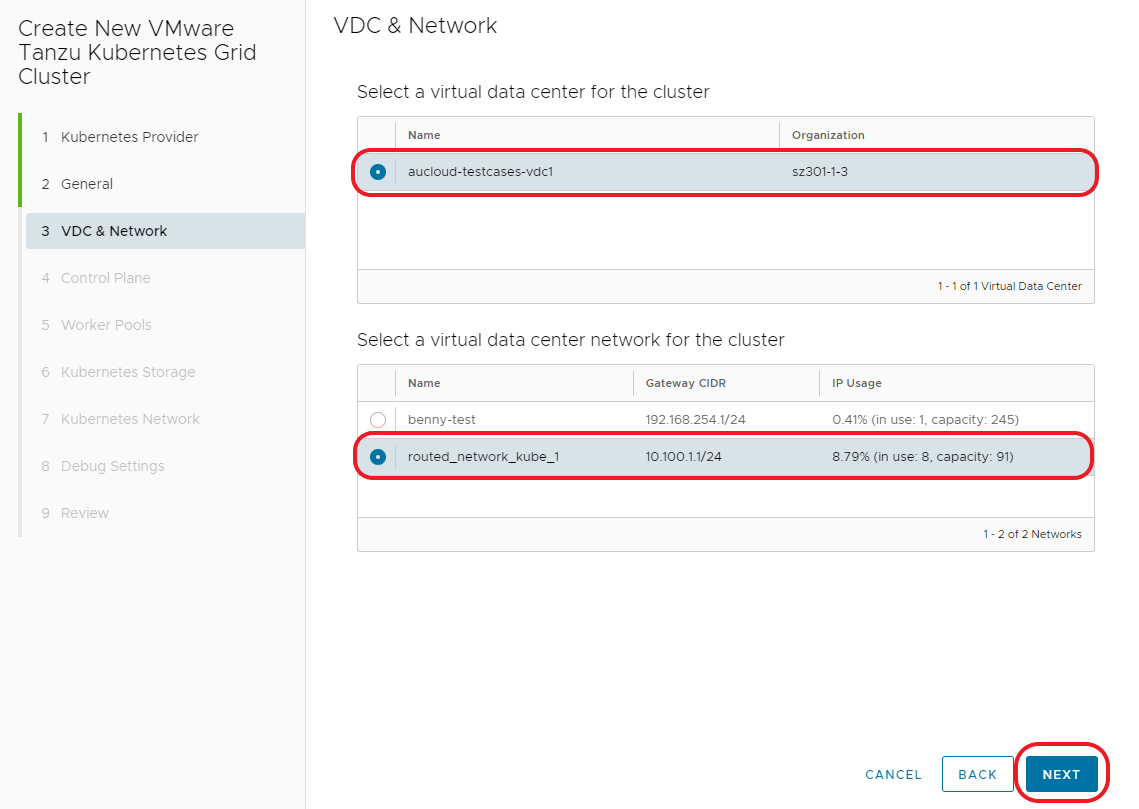 Create New VMware
Tanzu Kubernetes Grid
Cluster
1 Kubernetes Provider
2 General
3 VDC & Network
4 Control Plane
5 Worker Pools
6 Kubernetes Storage
7 Kubernetes Network
8 Debug Settings
9 Review
VDC & Network
Select a virtual data center for the cluster
Name Organization
aucloud-testcases-vdc1 sz301-1-3
1 - 1 of 1 Virtual Data Center
Select a virtual data center network for the cluster
Name Gateway CIDR IP Usage
benny-test 192.168.254.1/24 0.41% (in use: 1, capacity: 245)
routed_network_kube_1 10.100.1.1/24 8.79% (in use: 8, capacity: 91)
1 - 2 of 2 Networks
CANCEL BACK NEXT